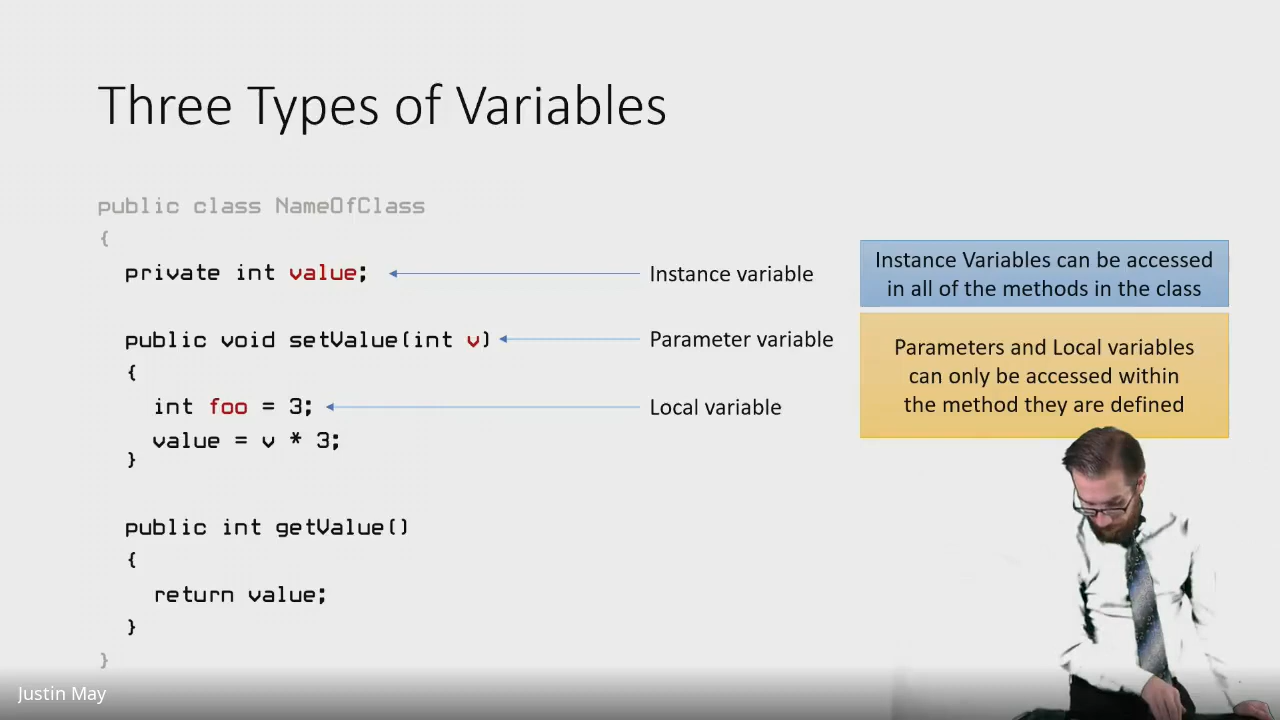 Three Types of Variables
public class NameOfClass
{
private int value;
Instance variable
Instance Variables can be accessed
in all of the methods in the class
public void setValue(int v)
Parameter variable
Parameters and Local variables
can only be accessed within
the method they are defined
{
int foo = 3;
Local variable
value = v * 3;
}
public int getValue()
{
return value;
}
}
Justin May